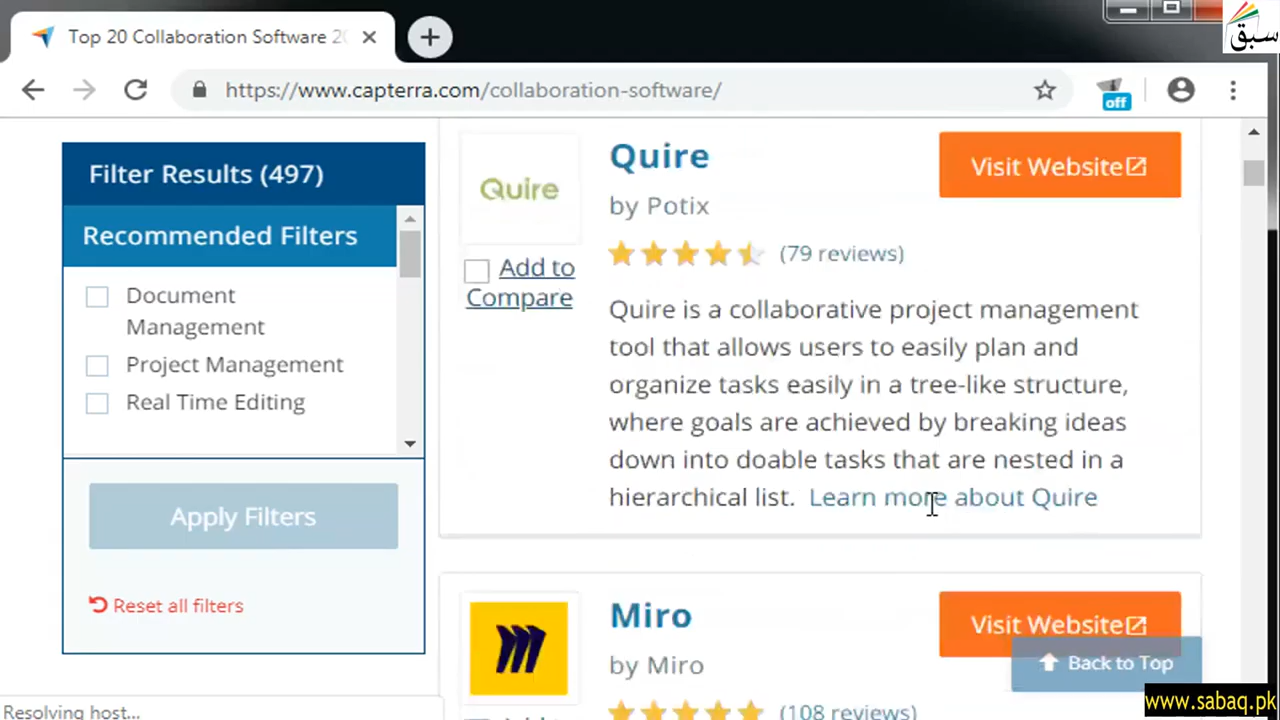 سبق
Top 20 Collaboration Software 20
https://www.capterra.com/collaboration-software/
off
Filter Results (497)
Recommended Filters
Document
Management
Project Management
Real Time Editing
Apply Filters
Reset all filters
Quire
Quire
by Potix
Visit Website
(79 reviews)
Add to
Compare
Quire is a collaborative project management
tool that allows users to easily plan and
organize tasks easily in a tree-like structure,
where goals are achieved by breaking ideas
down into doable tasks that are nested in a
hierarchical list. Learn more about Quire
Miro
by Miro
Visit Website
Back to Top
(108 reviews)
Resolving host...
www.sabaq.pk